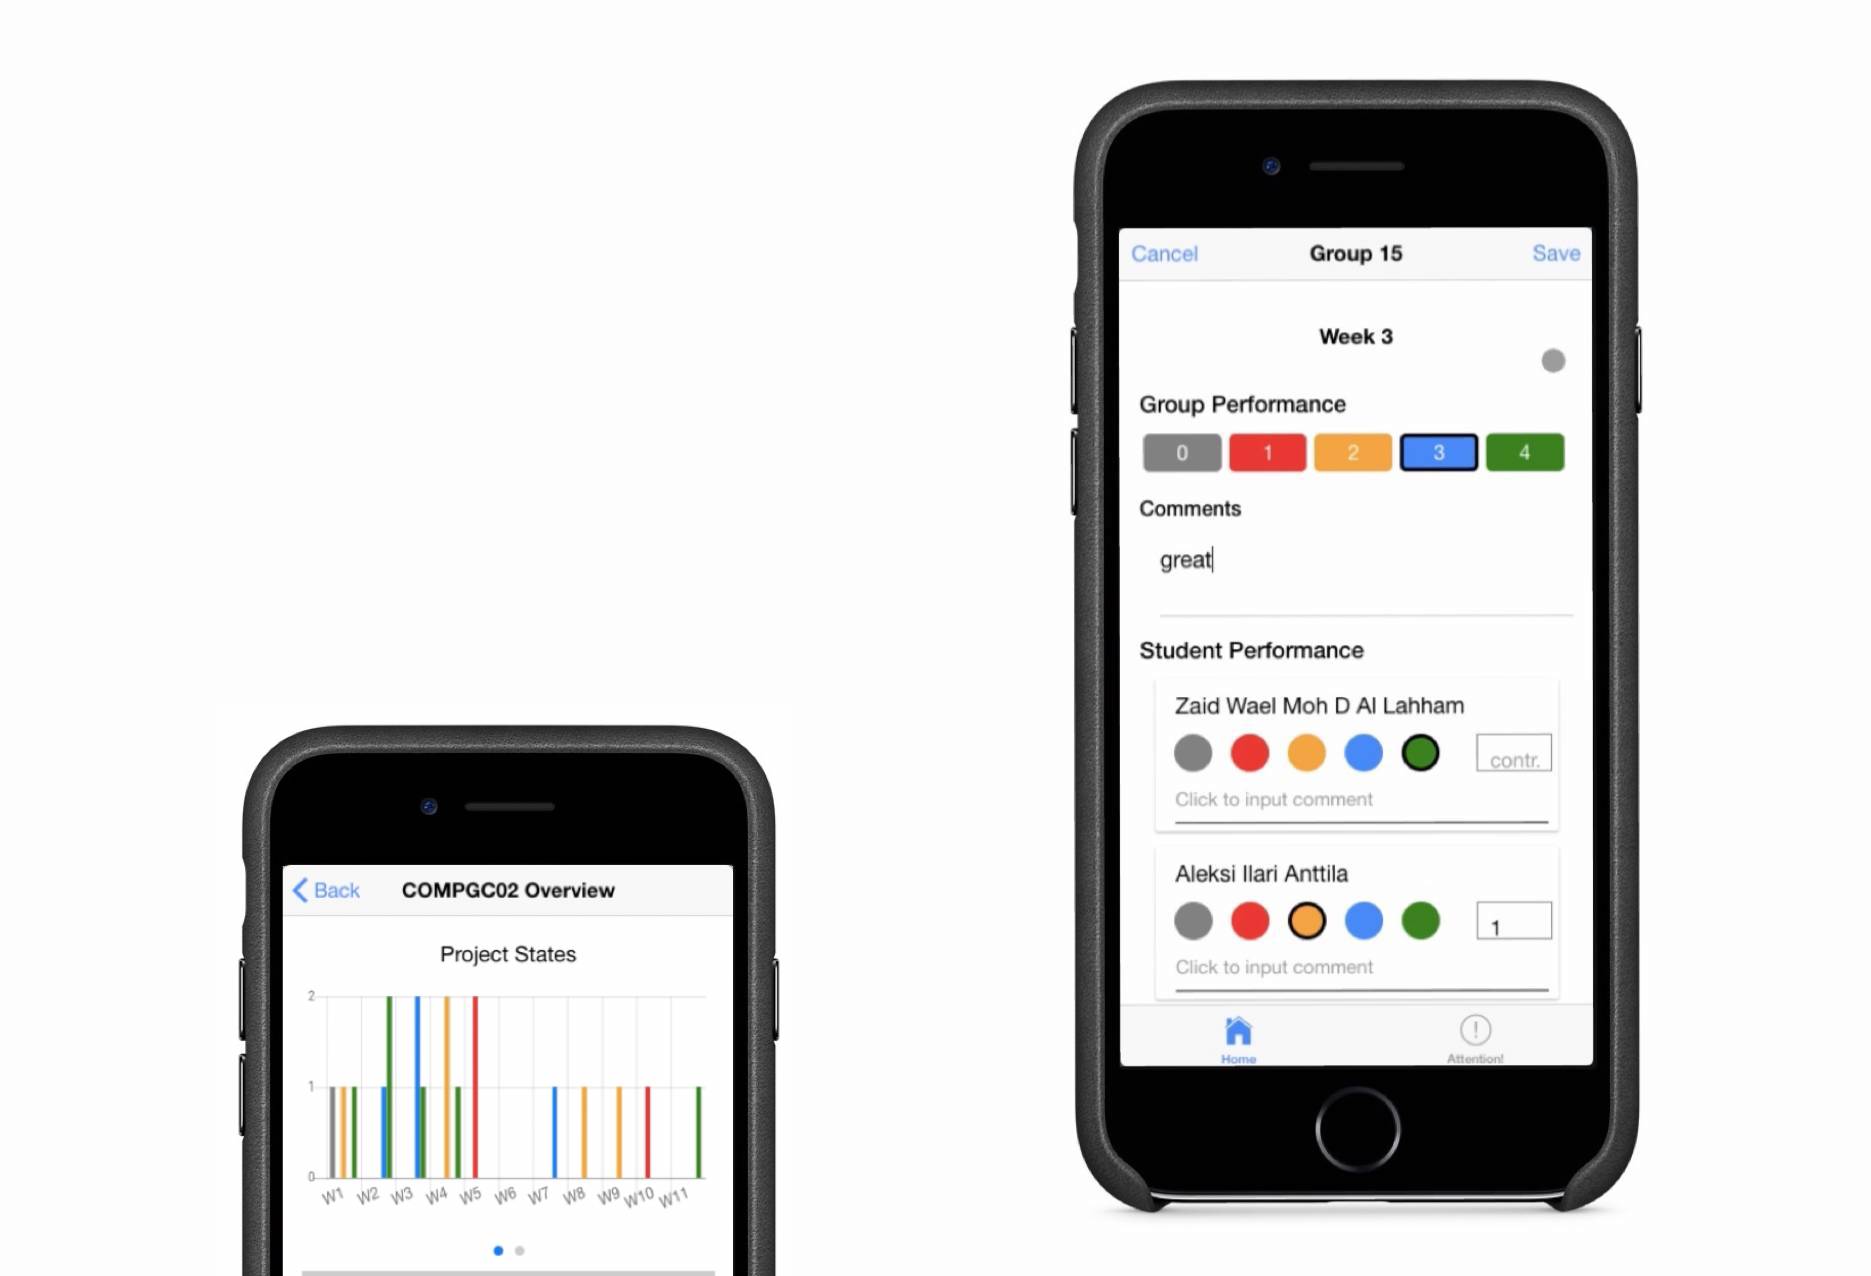 Cancel Group 15 Save
Week 3
Group Performance
0 1 2 3 4
Comments
great
Student Performance
Zaid Wael Moh D Al Lahham
contr.
Click to input comment
Aleksi Ilari Anttila
1
Click to input comment
Home Attention!
Back COMPGC02 Overview
Project States
2
1
0
W1 W2 W3 W4 W5 W6 W7 W8 W9 W10 W11